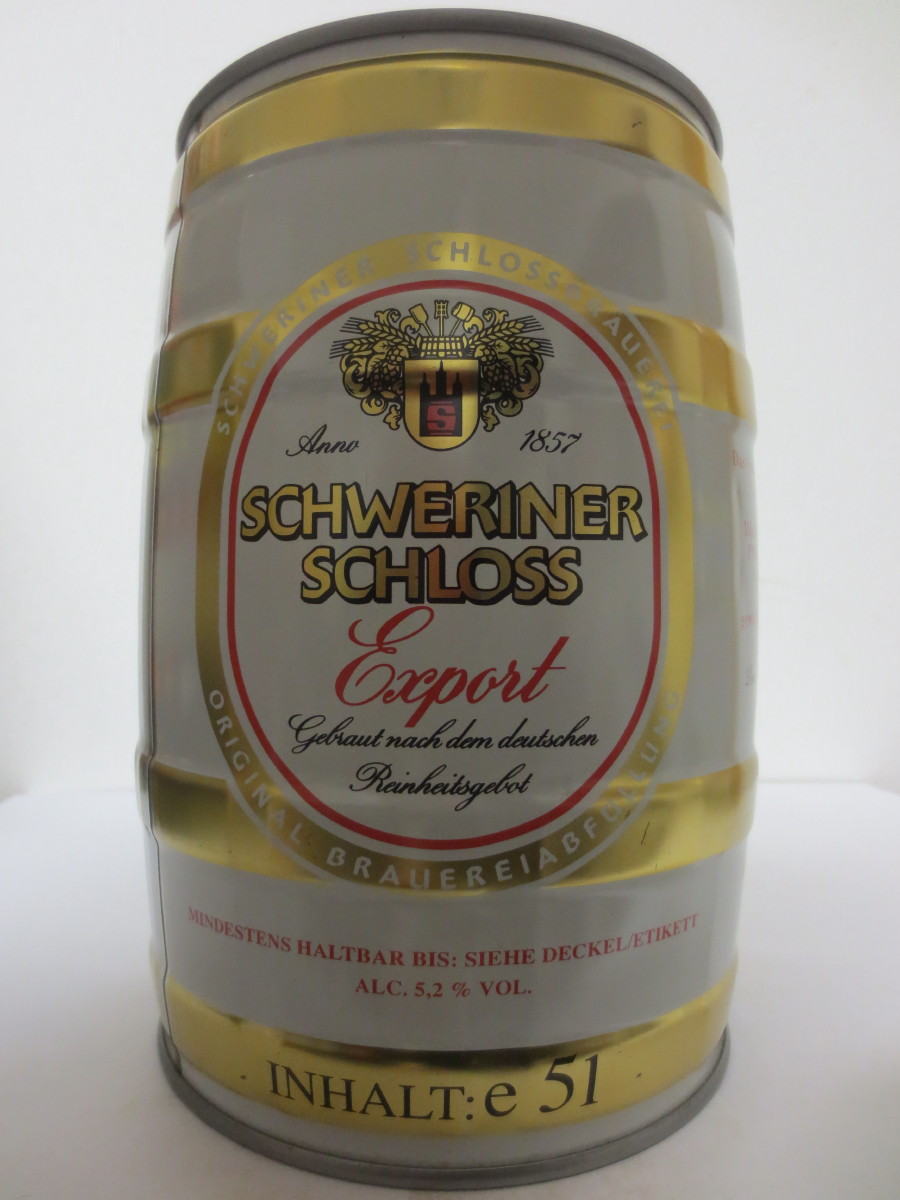 SCHWERINER SCHLOSSBRAUEREI
S
Anno 1857
SCHWERINER
SCHLOSS
Export
Gebraut nach dem deutschen
Reinheitsgebot
ORIGINAL BRAUEREIABFÜLLUNG
MINDESTENS HALTBAR BIS: SIEHE DECKEL/ETIKETT
ALC. 5,2 % VOL.
INHALT: e 5l